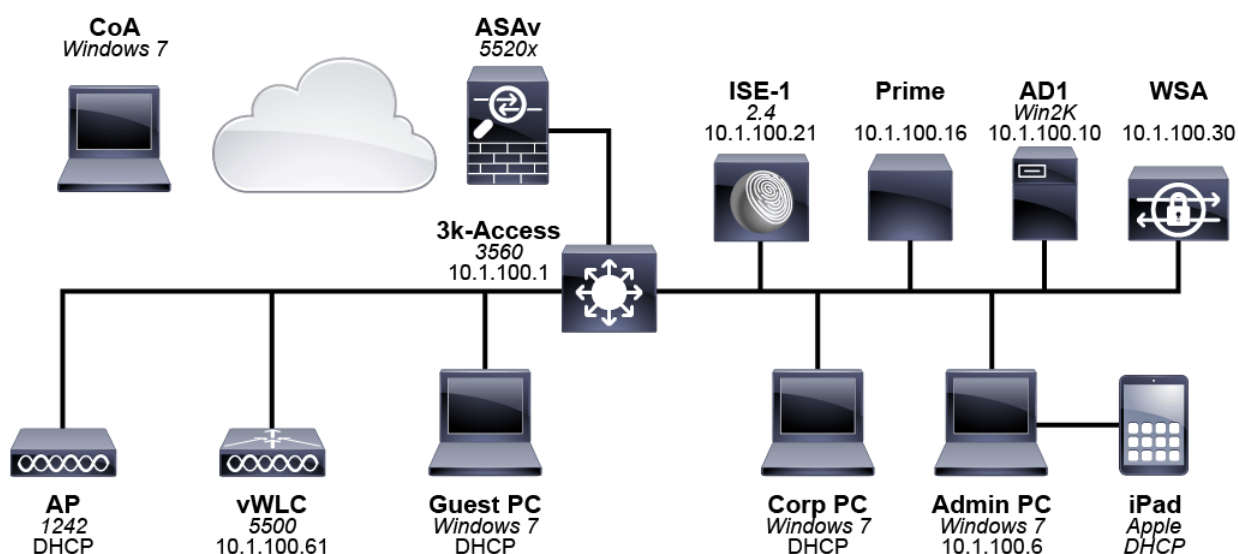 CoA
Windows 7
ASAv
5520x
ISE-1
2.4
10.1.100.21
Prime
10.1.100.16
AD1
Win2K
10.1.100.10
WSA
10.1.100.30
3k-Access
3560
10.1.100.1
AP
1242
DHCP
vWLC
5500
10.1.100.61
Guest PC
Windows 7
DHCP
Corp PC
Windows 7
DHCP
Admin PC
Windows 7
10.1.100.6
iPad
Apple
DHCP